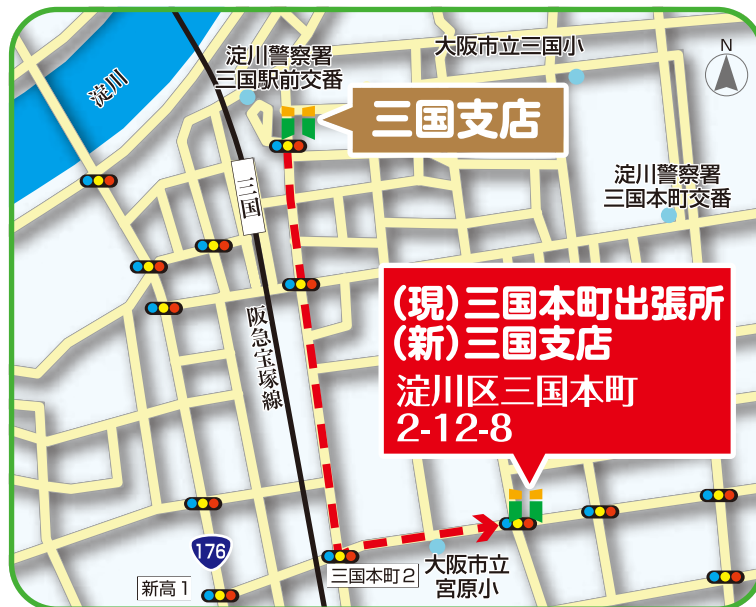 淀川警察署
三国駅前交番
大阪市立三国小
N
淀川
三国支店
淀川警察署
三国本町交番
三国
(現)三国本町出張所
(新)三国支店
淀川区三国本町
2-12-8
阪急宝塚線
176
新高1
三国本町2
大阪市立
宮原小